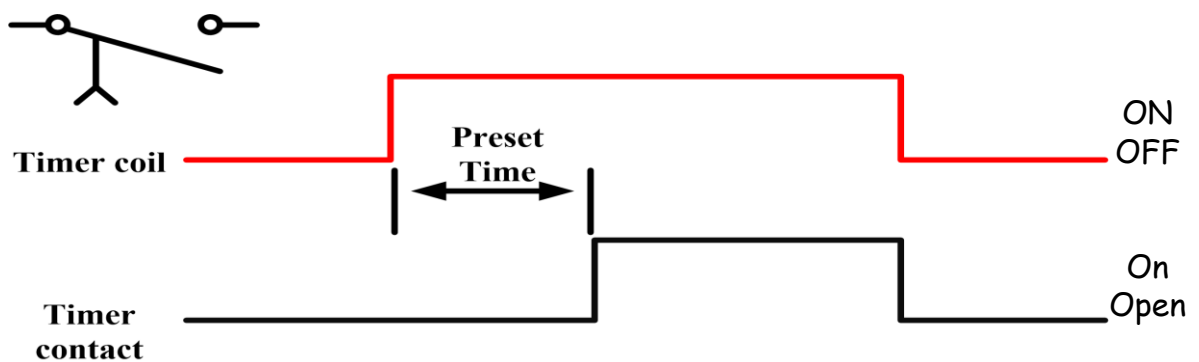 Timer coil
Preset
Time
ON
OFF
Timer
contact
On
Open